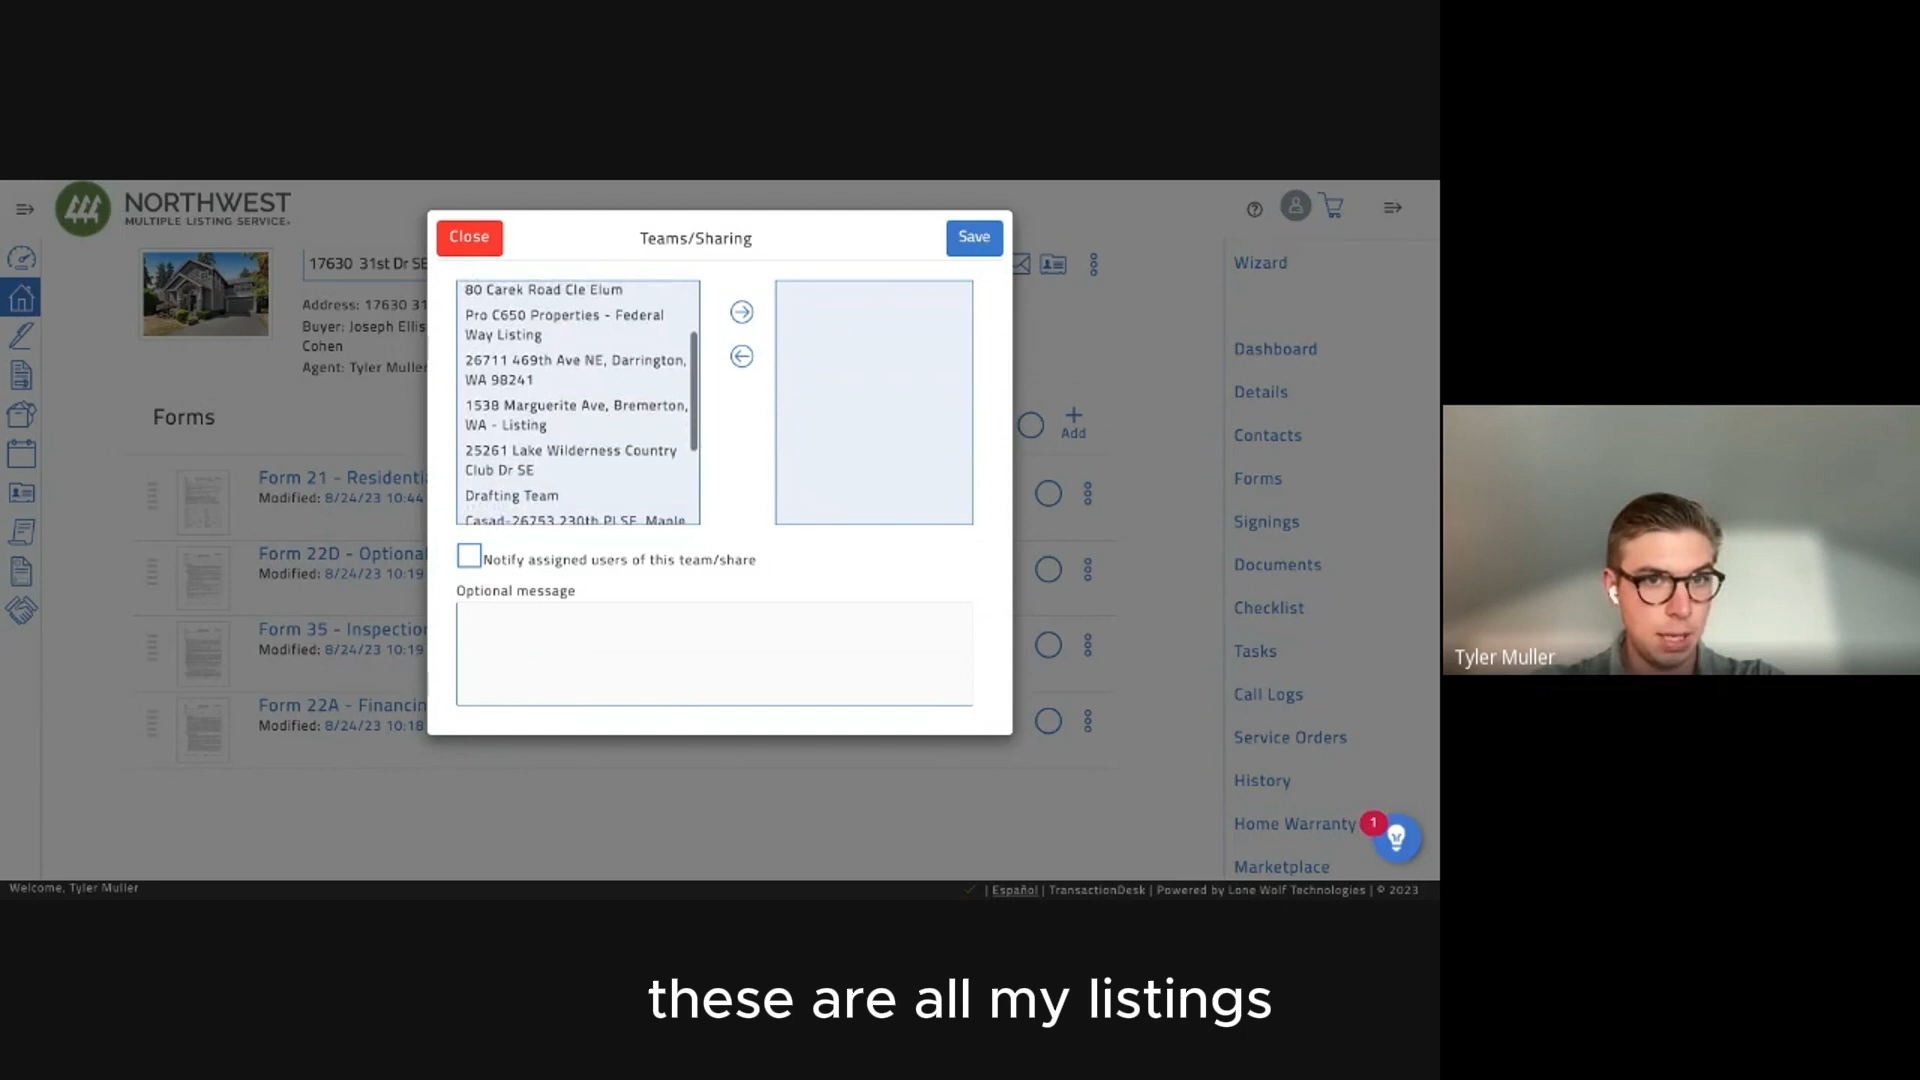 NORTHWEST
MULTIPLE LISTING SERVICE
17630 31st Dr SE
Address: 17630 31
Buyer: Joseph Ellis
Cohen
Agent: Tyler Muller
Forms
Form 21 - Residenti
Modified: 8/24/23 10:44
Form 22D - Optional
Modified: 8/24/23 10:19
Form 35 - Inspectio
Modified: 8/24/23 10:19
Form 22A - Financin
Modified: 8/24/23 10:18
Close
Teams/Sharing
Save
80 Carek Road Cle Elum
Pro C650 Properties - Federal
Way Listing
26711 469th Ave NE, Darrington,
WA 98241
1538 Marguerite Ave, Bremerton,
WA - Listing
25261 Lake Wilderness Country
Club Dr SE
Drafting Team
Casad-26753 230th PL SE, Maple
Notify assigned users of this team/share
Optional message
Add
Wizard
Dashboard
Details
Contacts
Forms
Signings
Documents
Checklist
Tasks
Call Logs
Service Orders
History
Home Warranty
1
Marketplace
Welcome, Tyler Muller
| Español | TransactionDesk | Powered by Lone Wolf Technologies | © 2023
Tyler Muller
these are all my listings